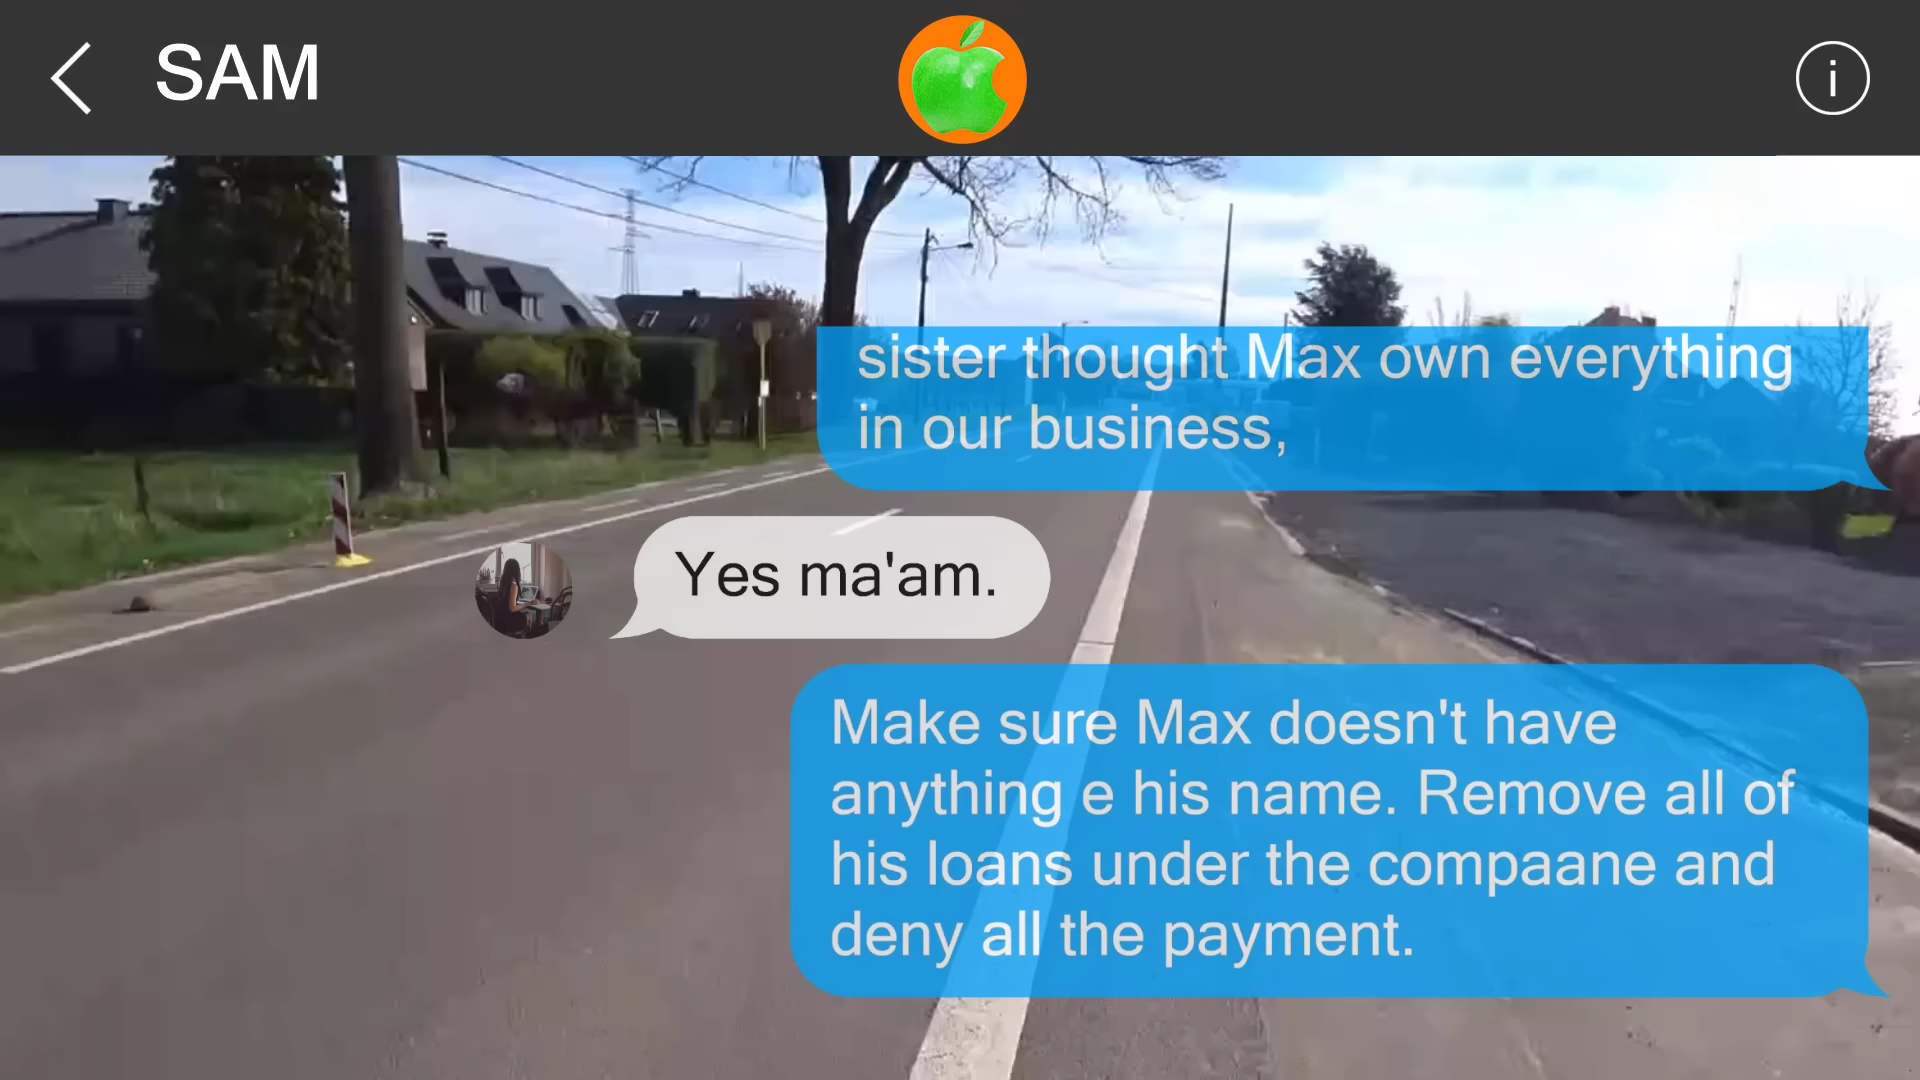 SAM
i
sister thought Max own everything
in our business,
Yes ma'am.
Make sure Max doesn't have
anything e his name. Remove all of
his loans under the compaane and
deny all the payment.